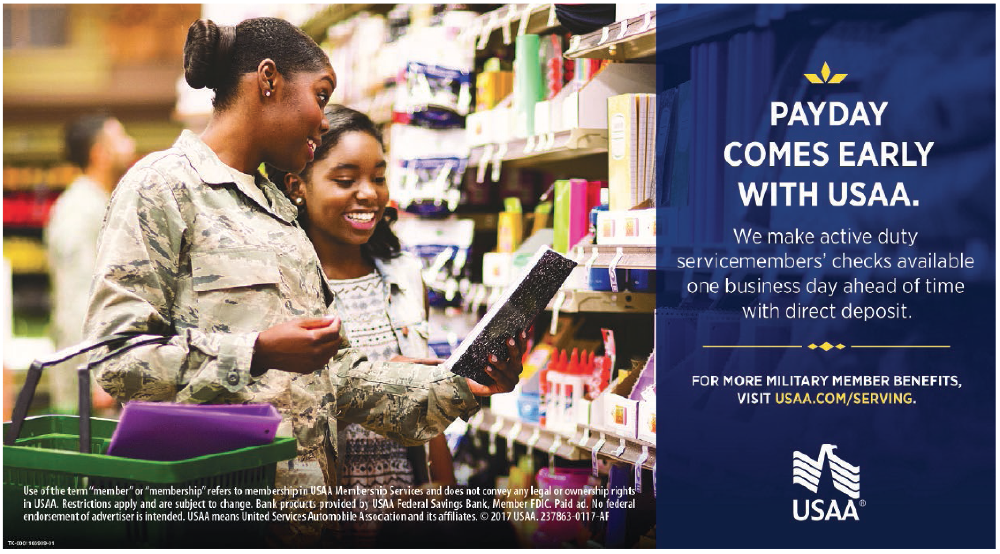 PAYDAY
COMES EARLY
WITH USAA.
We make active duty
servicemembers’ checks available
one business day ahead of time
with direct deposit.
FOR MORE MILITARY MEMBER BENEFITS,
VISIT USAA.COM/SERVING.
USAA®
Use of the term “member” or “membership” refers to membership in USAA Membership Services and does not convey any legal or ownership rights
in USAA. Restrictions apply and are subject to change. Bank products provided by USAA Federal Savings Bank, Member FDIC. Paid ad. No federal
endorsement of advertiser is intended. USAA means United Services Automobile Association and its affiliates. © 2017 USAA. 237863-0117-AF